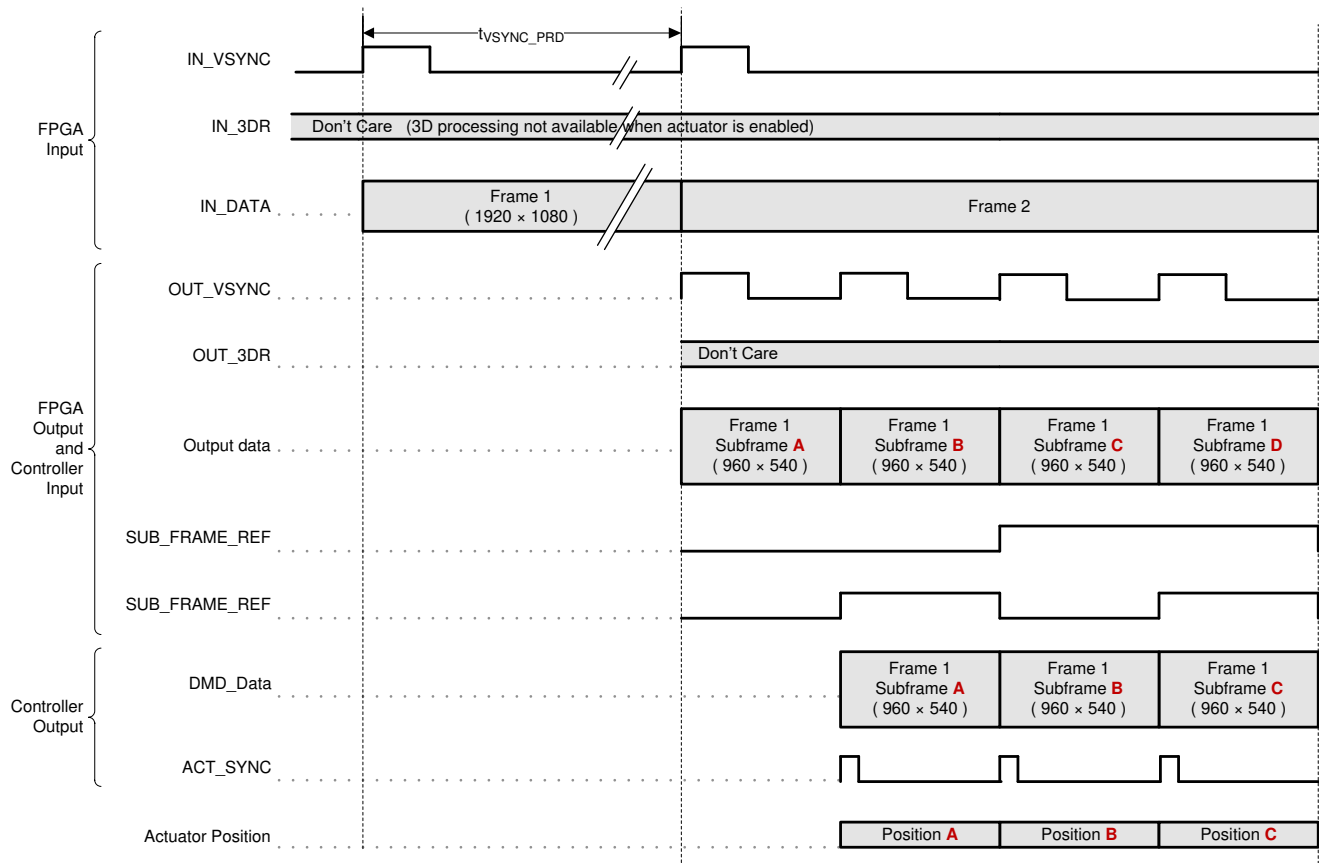 tVSYNC_PRD
IN_VSYNC
FPGA
Input
IN_3DR
Don't Care (3D processing not available when actuator is enabled)
IN_DATA
Frame 1
( 1920 × 1080 )
Frame 2
FPGA
Output
and
Controller
Input
OUT_VSYNC
OUT_3DR
Don't Care
Output data
Frame 1
Subframe A
( 960 × 540 )
Frame 1
Subframe B
( 960 × 540 )
Frame 1
Subframe C
( 960 × 540 )
Frame 1
Subframe D
( 960 × 540 )
SUB_FRAME_REF
SUB_FRAME_REF
Controller
Output
DMD_Data
Frame 1
Subframe A
( 960 × 540 )
Frame 1
Subframe B
( 960 × 540 )
Frame 1
Subframe C
( 960 × 540 )
ACT_SYNC
Actuator Position
Position A
Position B
Position C